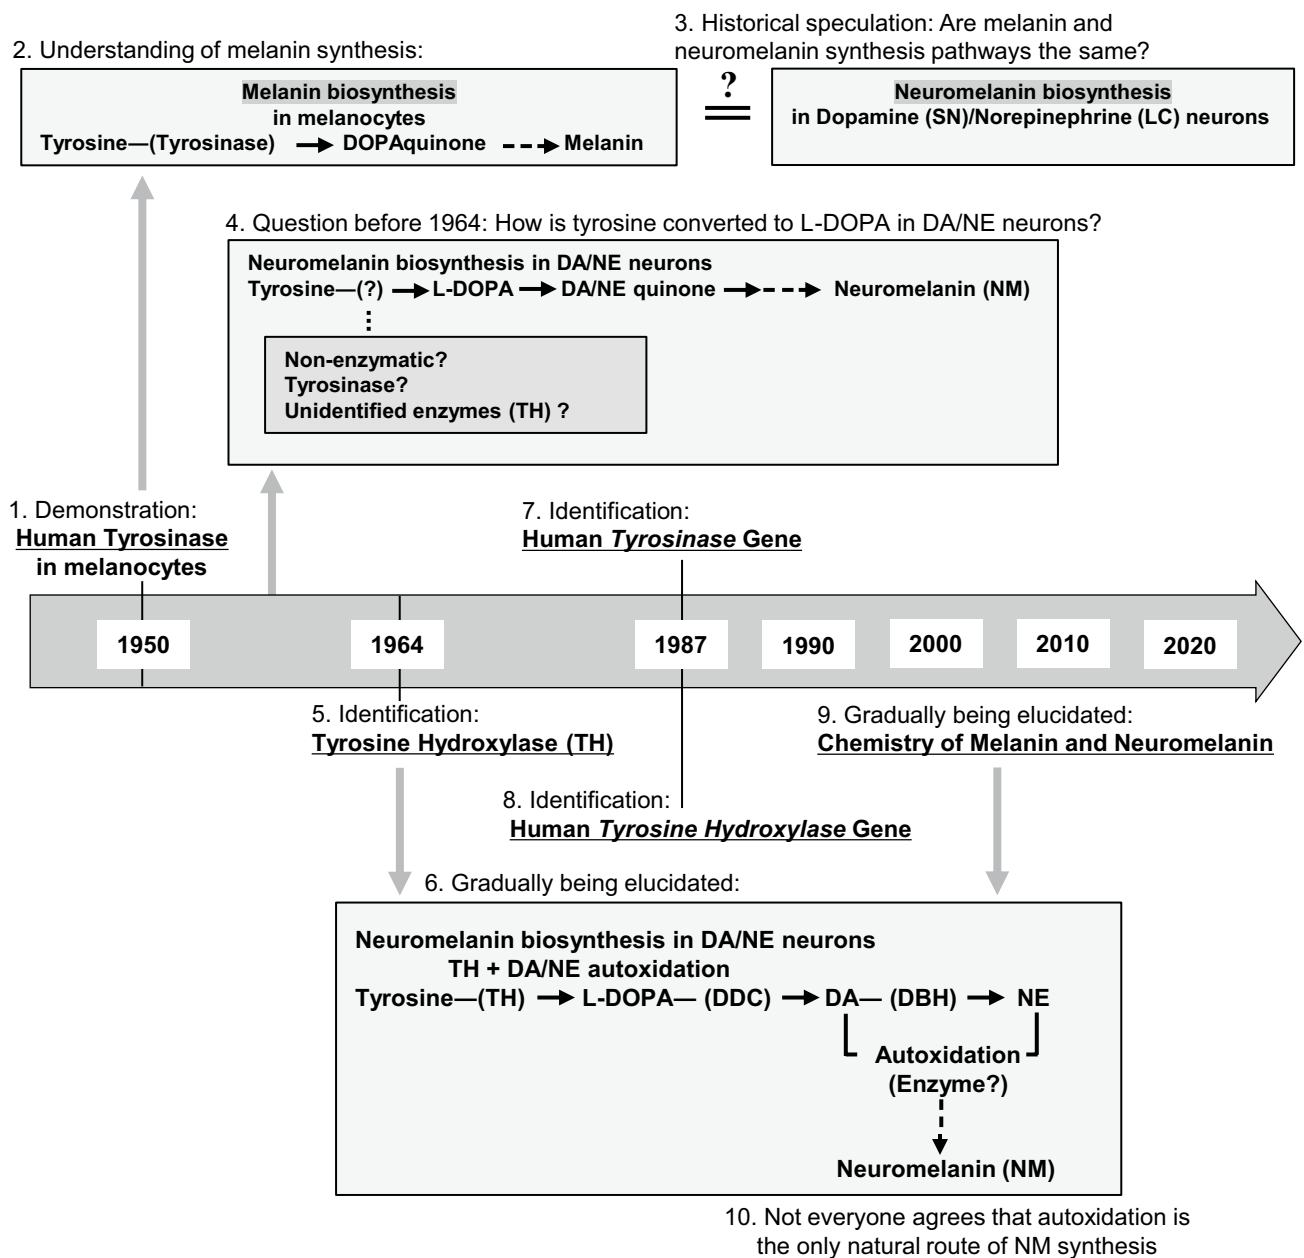 2. Understanding of melanin synthesis:
Melanin biosynthesis
in melanocytes
Tyrosine—(Tyrosinase) → DOPAquinone --→ Melanin
3. Historical speculation: Are melanin and
neuromelanin synthesis pathways the same?
?
Neuromelanin biosynthesis
in Dopamine (SN)/Norepinephrine (LC) neurons
4. Question before 1964: How is tyrosine converted to L-DOPA in DA/NE neurons?
Neuromelanin biosynthesis in DA/NE neurons
Tyrosine—(?) → L-DOPA → DA/NE quinone → --→ Neuromelanin (NM)
Non-enzymatic?
Tyrosinase?
Unidentified enzymes (TH) ?
1. Demonstration:
Human Tyrosinase
in melanocytes
7. Identification:
Human Tyrosinase Gene
1950 1964 1987 1990 2000 2010 2020
5. Identification:
Tyrosine Hydroxylase (TH)
9. Gradually being elucidated:
Chemistry of Melanin and Neuromelanin
8. Identification:
Human Tyrosine Hydroxylase Gene
6. Gradually being elucidated:
Neuromelanin biosynthesis in DA/NE neurons
TH + DA/NE autoxidation
Tyrosine—(TH) → L-DOPA— (DDC) → DA— (DBH) → NE
Autoxidation
(Enzyme?)
Neuromelanin (NM)
10. Not everyone agrees that autoxidation is
the only natural route of NM synthesis